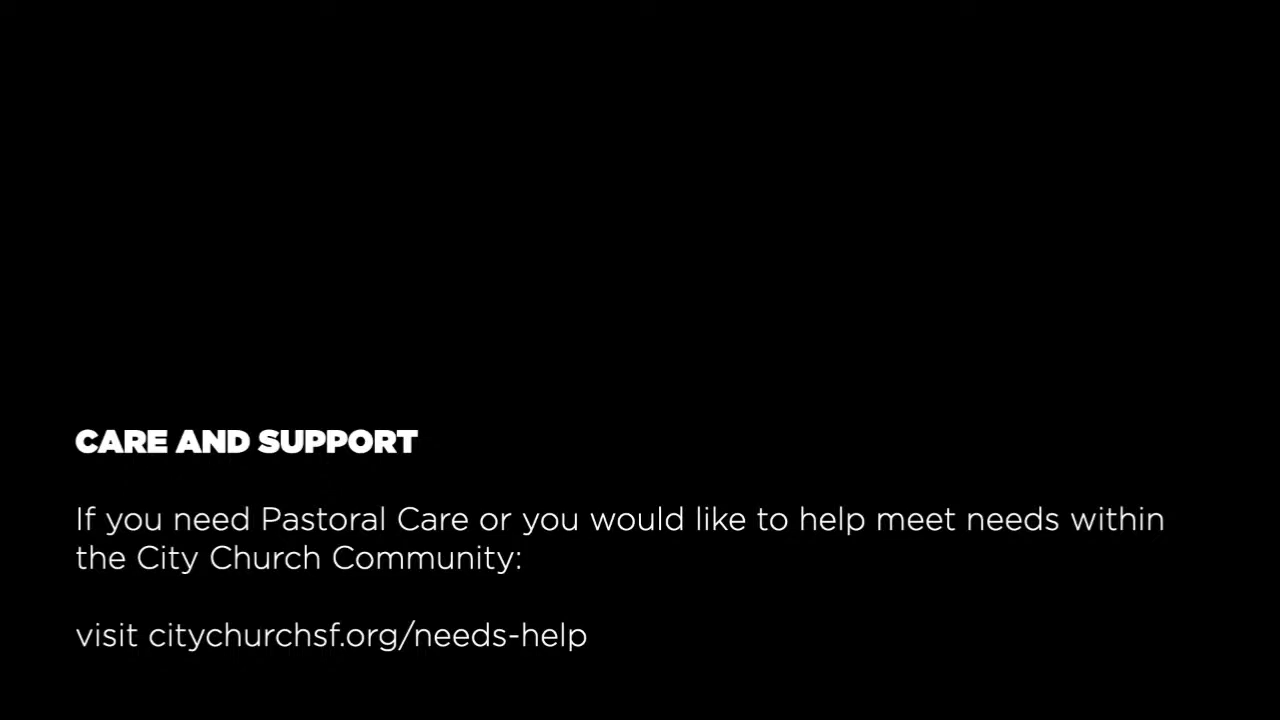 CARE AND SUPPORT
If you need Pastoral Care or you would like to help meet needs within
the City Church Community:
visit citychurchsf.org/needs-help